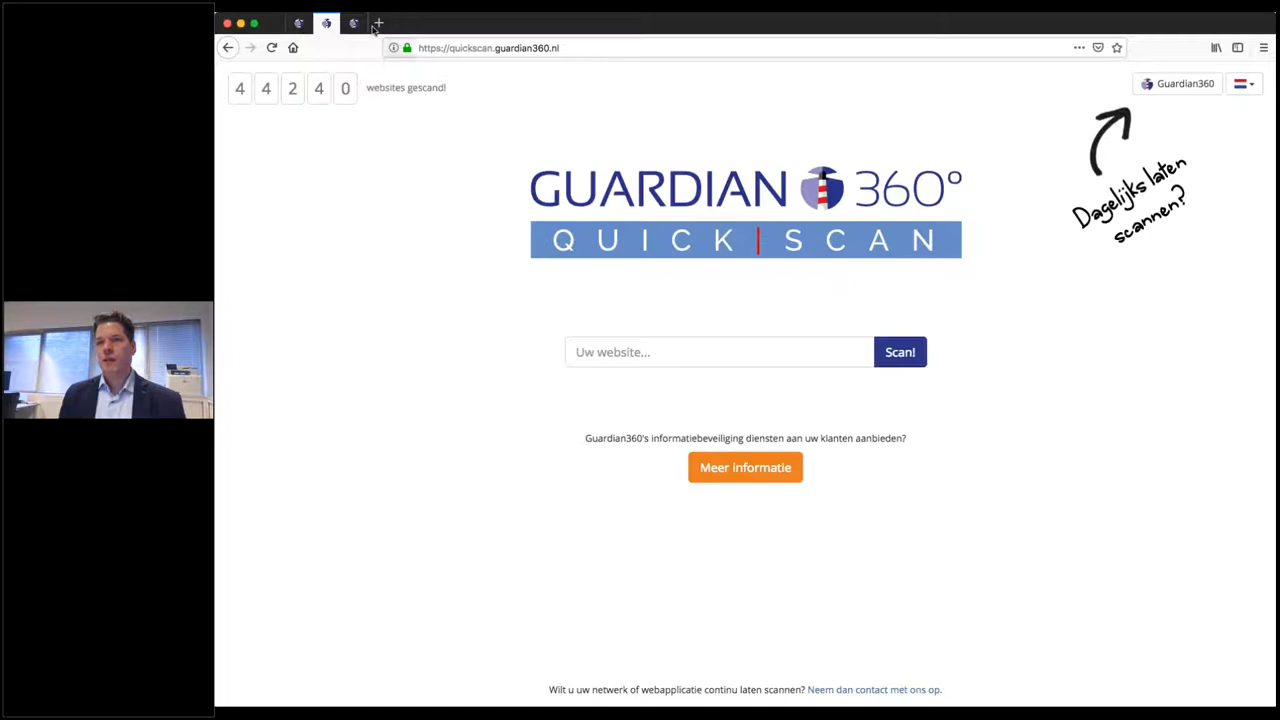 https://quickscan.guardian360.nl
4 4 2 4 0 websites gescand!
Guardian360
Dagelijks laten
scannen?
GUARDIAN 360°
QUICK|SCAN
Uw website...
Scan!
Guardian360's informatiebeveiliging diensten aan uw klanten aanbieden?
Meer informatie
Wilt u uw netwerk of webapplicatie continu laten scannen? Neem dan contact met ons op.